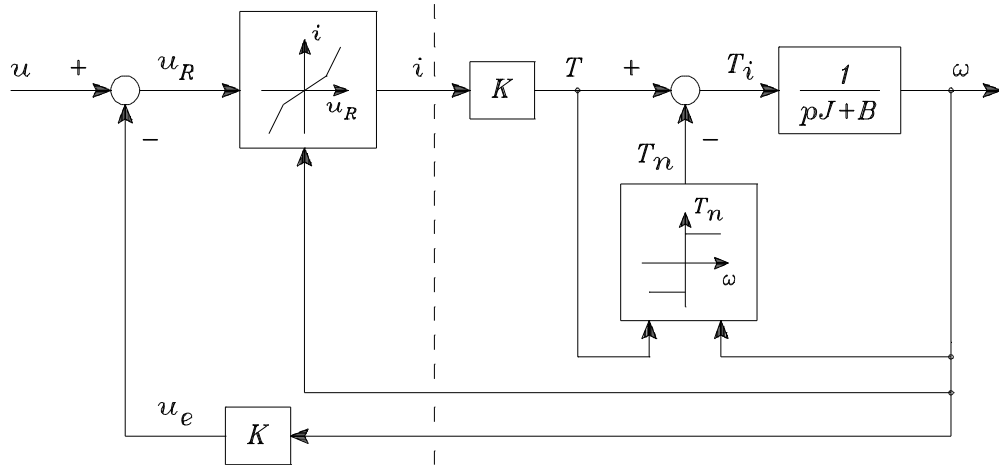 u
+
u_R
i
u_R
i
K
T
+
T_i
1
pJ+B
ω
−
−
T_n
T_n
ω
u_e
K